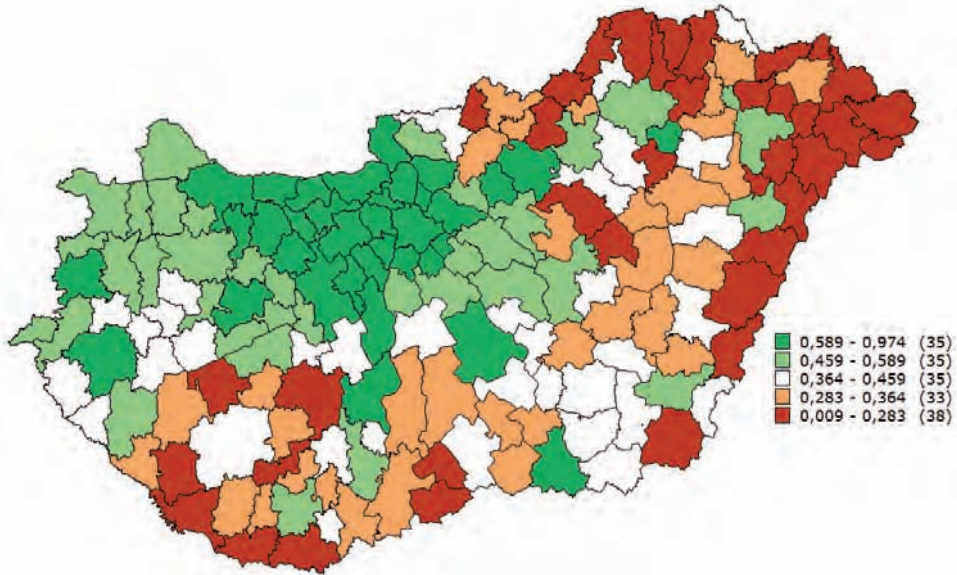 0,589 - 0,974 (35)
0,459 - 0,589 (35)
0,364 - 0,459 (35)
0,283 - 0,364 (33)
0,009 - 0,283 (38)